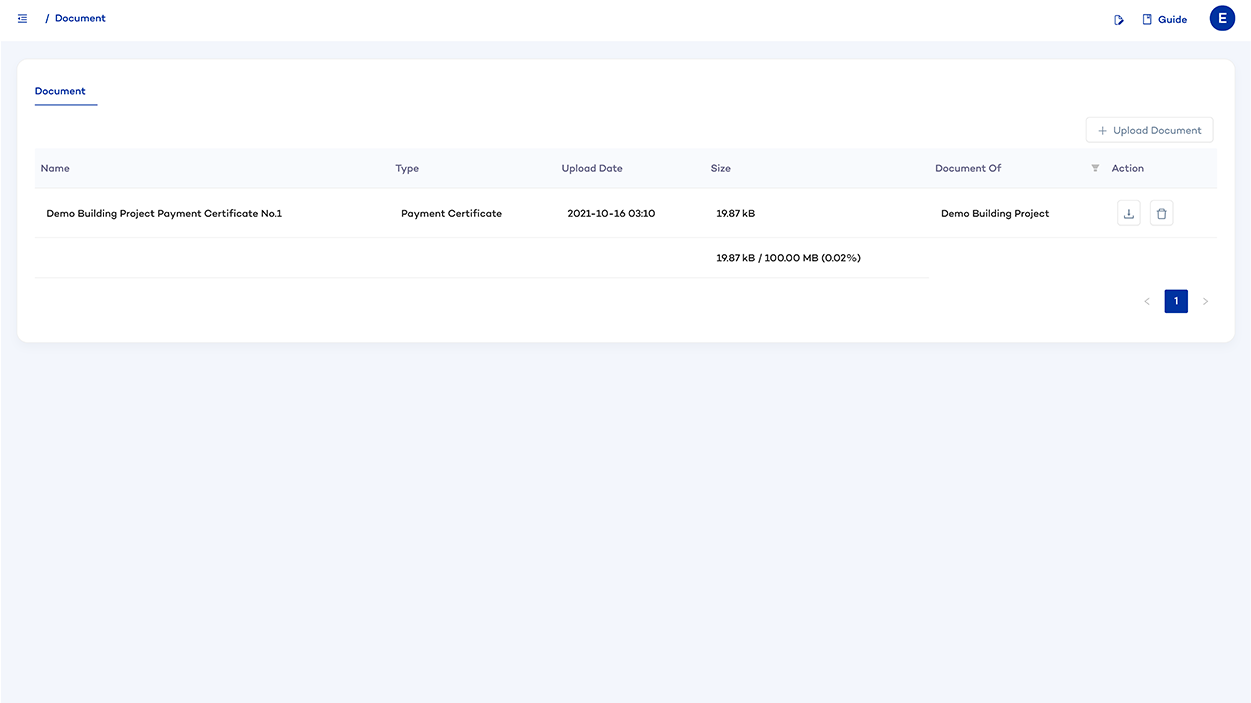 / Document
Guide
E
Document
Upload Document
Name Type Upload Date Size Document Of Action
Demo Building Project Payment Certificate No.1 Payment Certificate 2021-10-16 03:10 19.87 kB Demo Building Project
19.87 kB / 100.00 MB (0.02%)
1